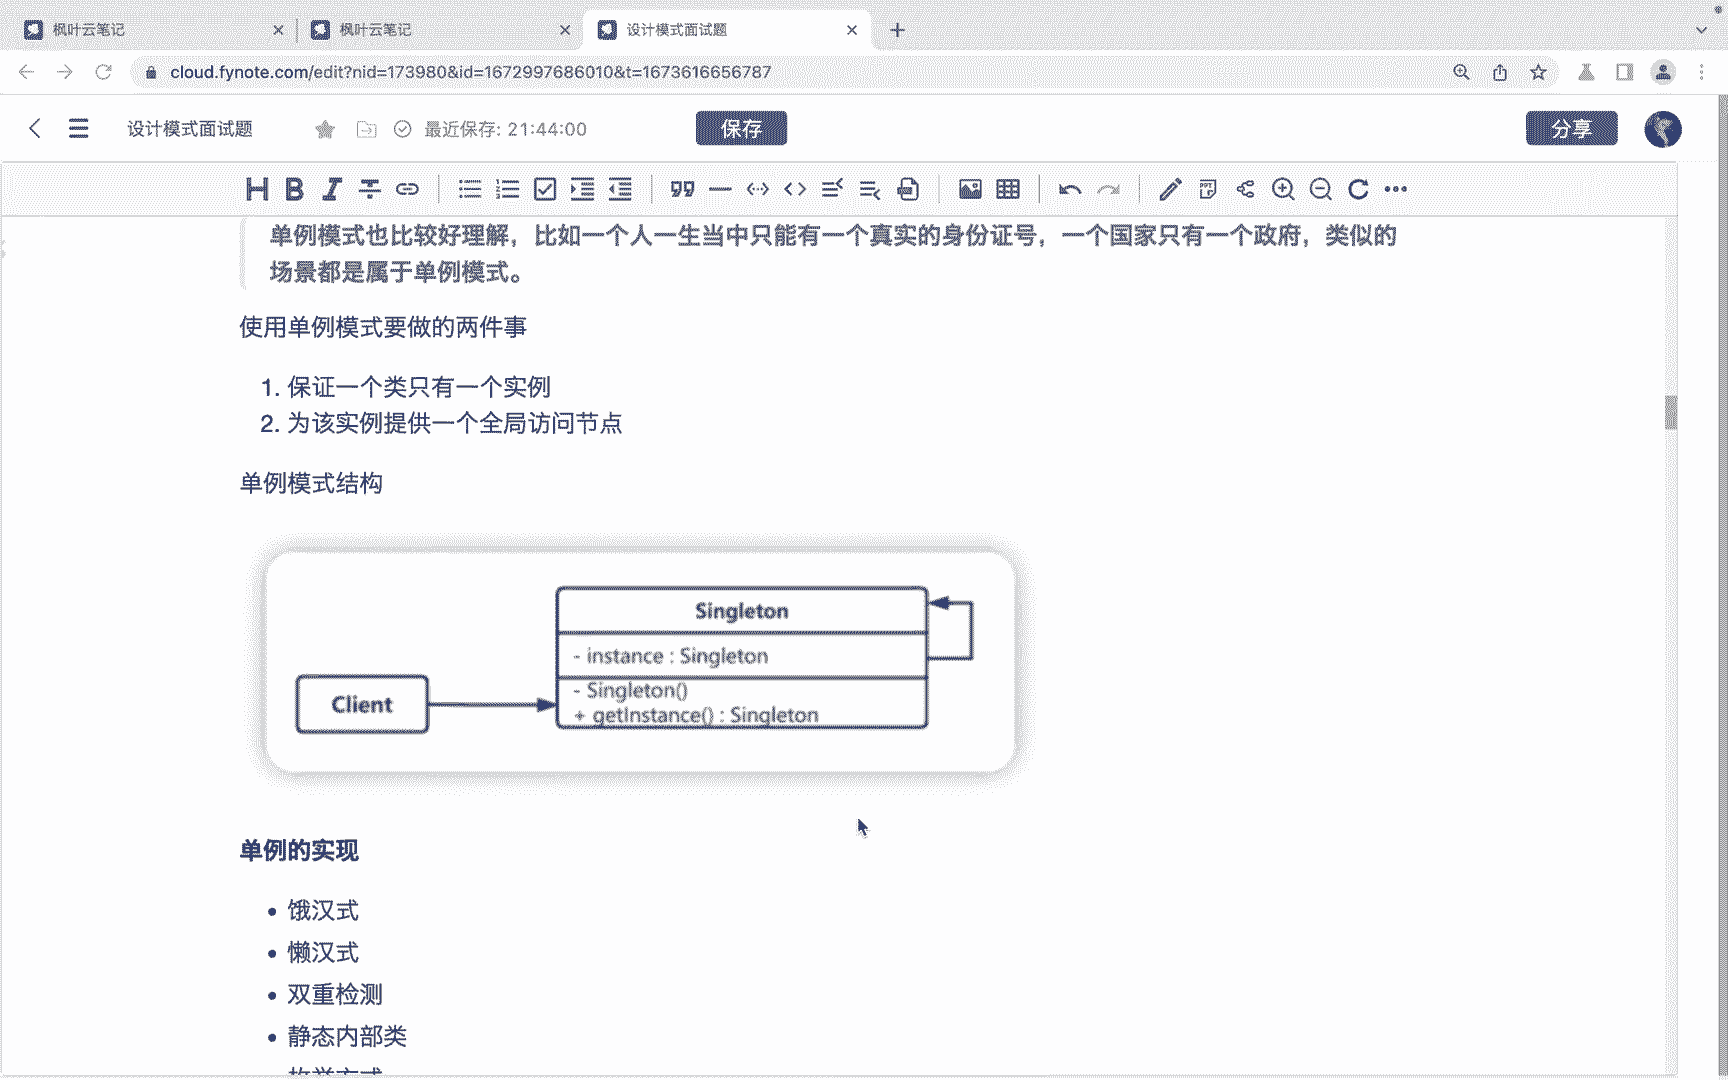 枫叶云笔记
枫叶云笔记
设计模式面试题
cloud.fynote.com/edit?nid=173980&id=1672997686010&t=1673616656787
设计模式面试题
最近保存: 21:44:00
保存
分享
单例模式也比较好理解，比如一个人一生当中只能有一个真实的身份证号，一个国家只有一个政府，类似的
场景都是属于单例模式。
使用单例模式要做的两件事
1. 保证一个类只有一个实例
2. 为该实例提供一个全局访问节点
单例模式结构
Singleton
- instance : Singleton
- Singleton()
+ getInstance() : Singleton
Client
单例的实现
• 饿汉式
• 懒汉式
• 双重检测
• 静态内部类